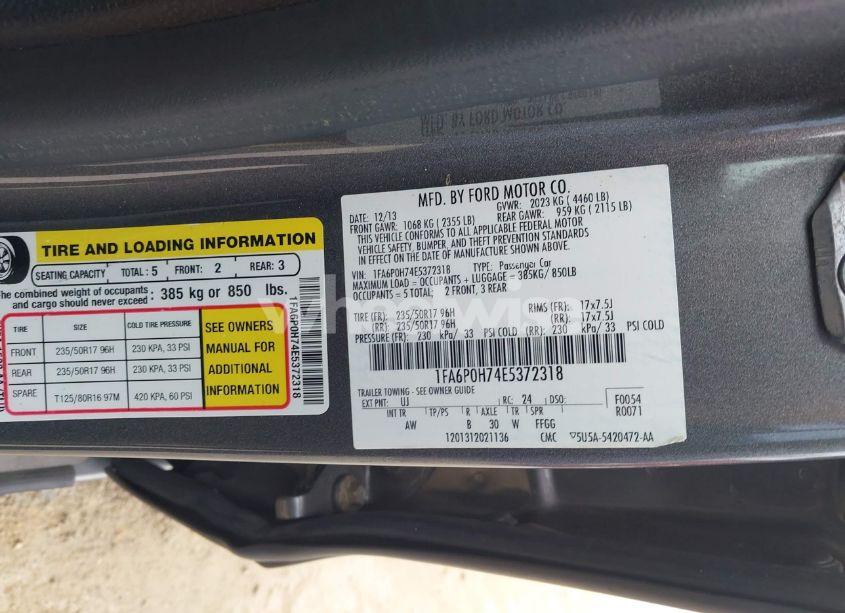 MFD. BY FORD MOTOR CO.
TIRE AND LOADING INFORMATION
SEATING CAPACITY TOTAL : 5 FRONT: 2 REAR: 3
The combined weight of occupants and cargo should never exceed : 385 kg or 850 lbs.
TIRE SIZE COLD TIRE PRESSURE
FRONT 235/50R17 96H 230 KPA, 33 PSI
REAR 235/50R17 96H 230 KPA, 33 PSI
SPARE T125/80R16 97M 420 KPA, 60 PSI
SEE OWNERS
MANUAL FOR
ADDITIONAL
INFORMATION
1FA6P0H74E5372318
MFD. BY FORD MOTOR CO.
DATE: 12/13 GVWR: 2023 KG ( 4460 LB)
FRONT GAWR: 1068 KG ( 2355 LB) REAR GAWR: 959 KG ( 2115 LB)
THIS VEHICLE CONFORMS TO ALL APPLICABLE FEDERAL MOTOR
VEHICLE SAFETY, BUMPER, AND THEFT PREVENTION STANDARDS
IN EFFECT ON THE DATE OF MANUFACTURE SHOWN ABOVE.
VIN: 1FA6P0H74E5372318 TYPE: Passenger Car
MAXIMUM LOAD = OCCUPANTS + LUGGAGE = 385KG/ 850LB
OCCUPANTS = 5 TOTAL: 2 FRONT, 3 REAR
TIRE (FR): 235/50R17 96H RIMS (FR): 17x7.5J
(RR): 235/50R17 96H (RR): 17x7.5J
PRESSURE (FR): 230 kPa/ 33 PSI COLD (RR): 230 kPa/ 33 PSI COLD
1FA6P0H74E5372318
TRAILER TOWING - SEE OWNER GUIDE
EXT PNT: UJ RC: 24 DSO: F0054
INT TR TP/PS R AXLE TR SPR R0071
AW B 30 W FFGG
1201312021136 CMC 5U5A-5420472-AA